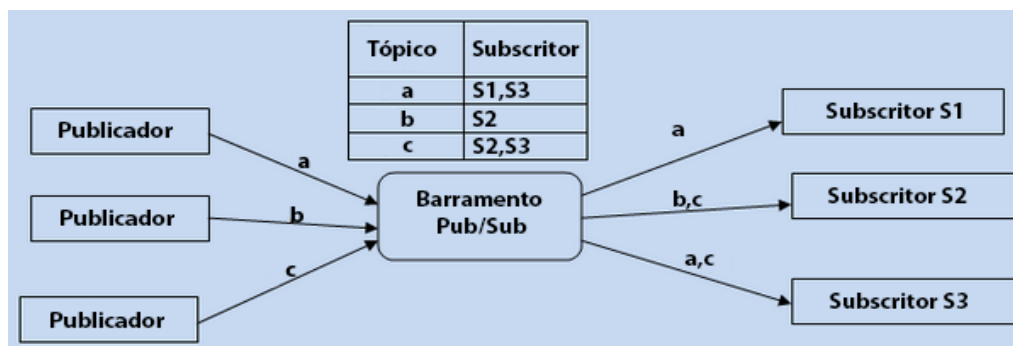 Tópico Subscritor
a S1,S3
b S2
c S2,S3
Publicador
Publicador
Publicador
a
b
c
Barramento
Pub/Sub
a
b,c
a,c
Subscritor S1
Subscritor S2
Subscritor S3